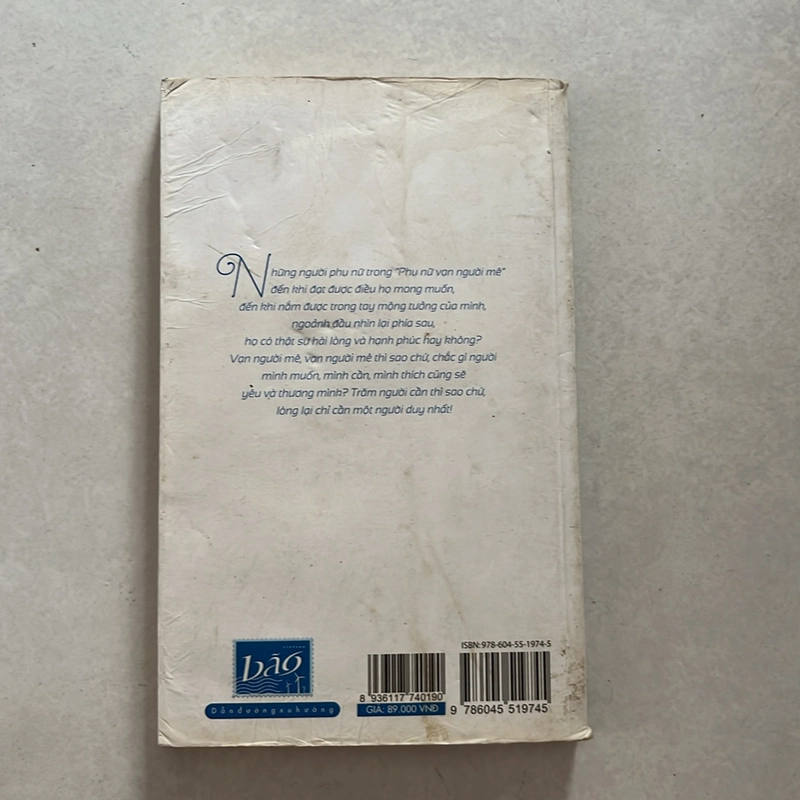 Những người phụ nữ trong "Phụ nữ vạn người mê"
đến khi đạt được điều họ mong muốn,
đến khi nắm được trong tay mộng tưởng của mình,
ngoảnh đầu nhìn lại phía sau,
họ có thật sự hài lòng và hạnh phúc hay không?
Vạn người mê, vạn người mê thì sao chứ, chắc gì người
mình muốn, mình cần, mình thích cũng sẽ
yêu và thương mình? Trăm người cần thì sao chứ,
lòng lại chỉ cần một người duy nhất!
ISBN: 978-604-55-1974-5
bão
Dẫnđườngxuhướng
8 936117 740190
GIÁ: 89.000 VNĐ
9 786045 519745